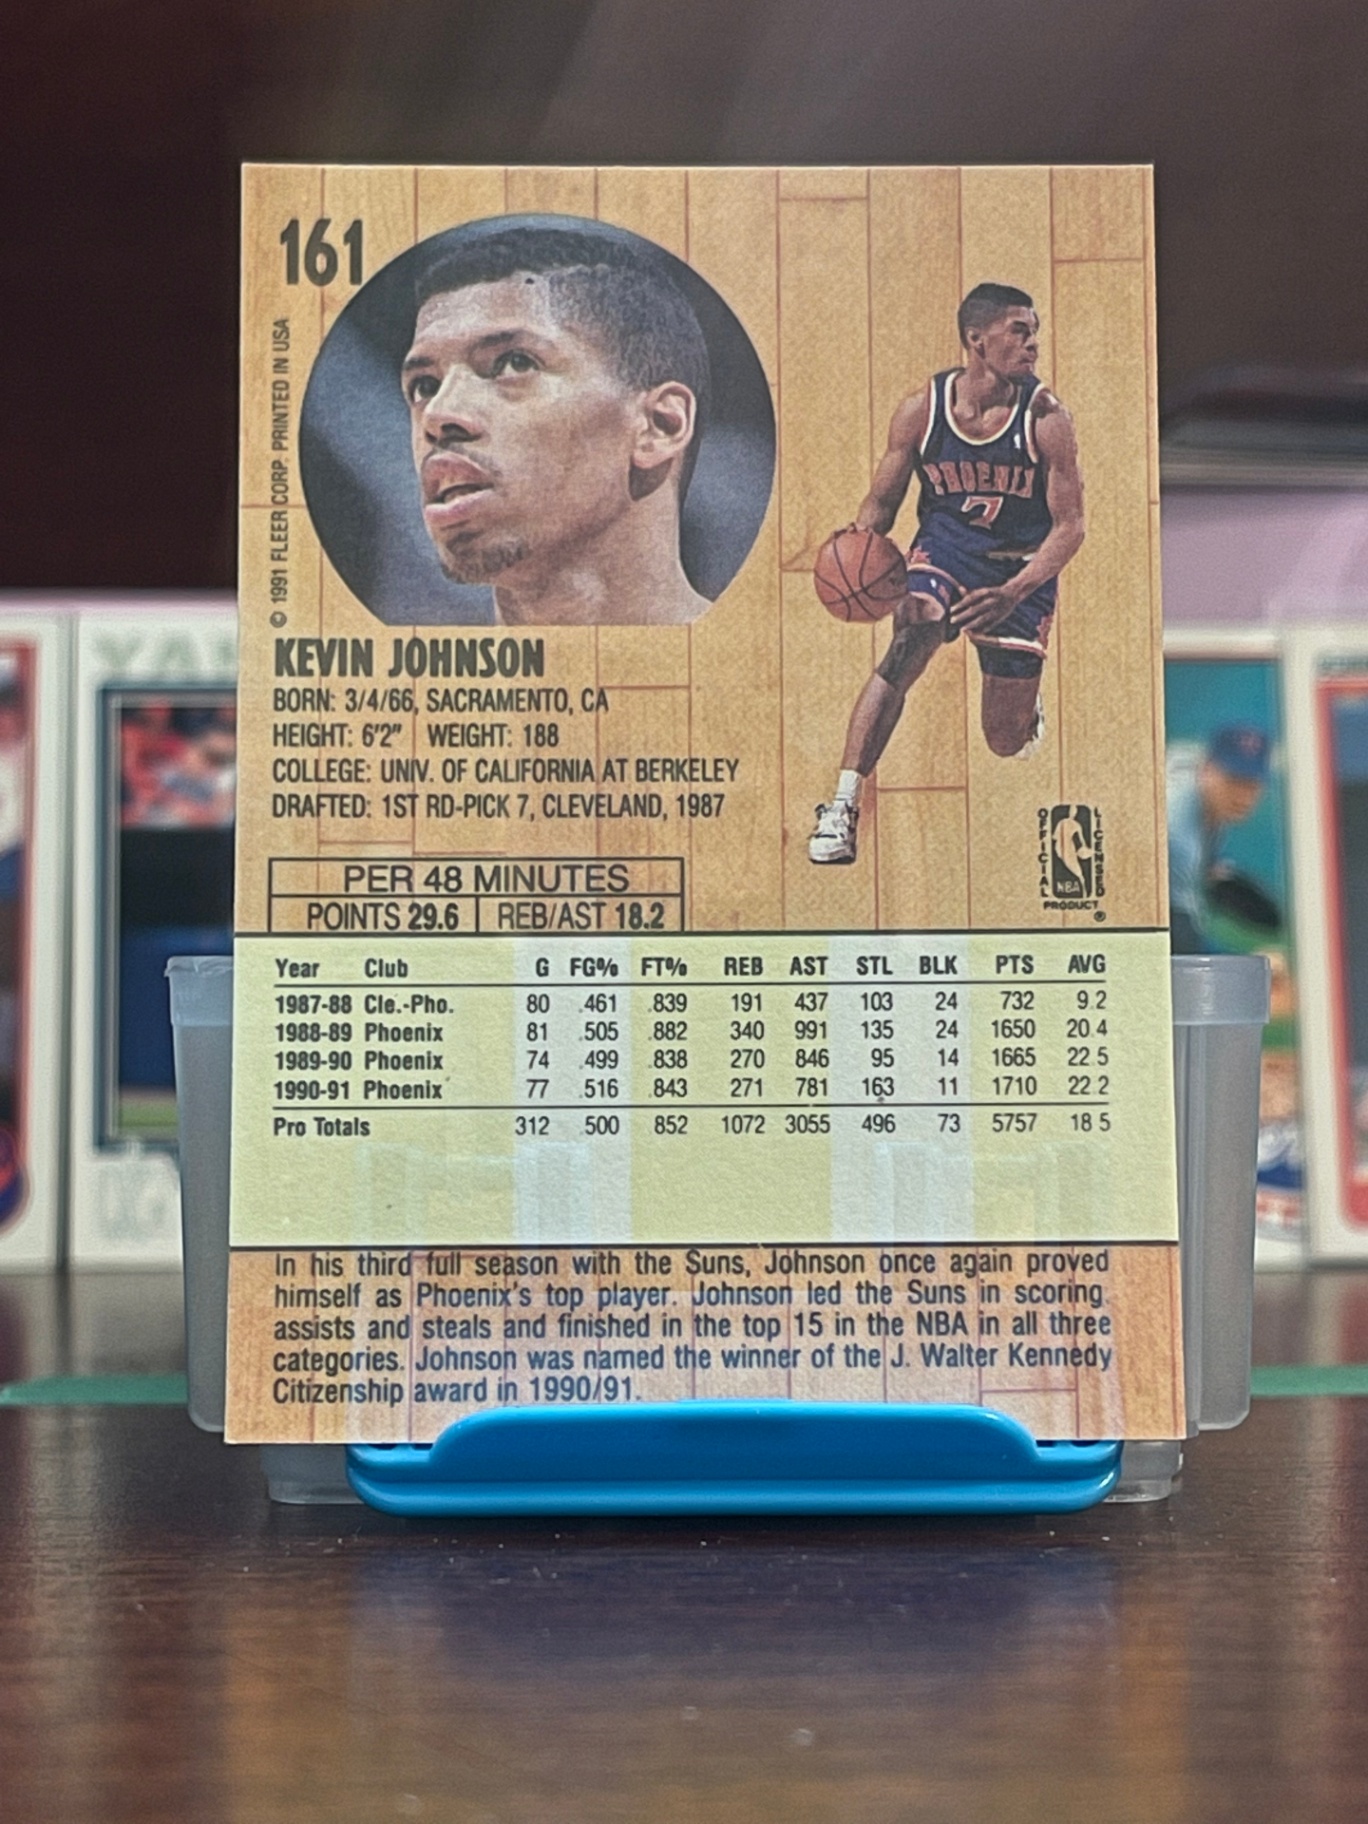 161
© 1991 FLEER CORP. PRINTED IN USA
PHOENIX
7
KEVIN JOHNSON
BORN: 3/4/66, SACRAMENTO, CA
HEIGHT: 6'2" WEIGHT: 188
COLLEGE: UNIV. OF CALIFORNIA AT BERKELEY
DRAFTED: 1ST RD-PICK 7, CLEVELAND, 1987
OFFICIAL LICENSED
NBA
PRODUCT
®
PER 48 MINUTES
POINTS 29.6 REB/AST 18.2
Year Club G FG% FT% REB AST STL BLK PTS AVG
1987-88 Cle.-Pho. 80 .461 .839 191 437 103 24 732 9.2
1988-89 Phoenix 81 .505 .882 340 991 135 24 1650 20.4
1989-90 Phoenix 74 .499 .838 270 846 95 14 1665 22.5
1990-91 Phoenix 77 .516 .843 271 781 163 11 1710 22.2
Pro Totals 312 .500 .852 1072 3055 496 73 5757 18.5
In his third full season with the Suns, Johnson once again proved
himself as Phoenix's top player. Johnson led the Suns in scoring,
assists and steals and finished in the top 15 in the NBA in all three
categories. Johnson was named the winner of the J. Walter Kennedy
Citizenship award in 1990/91.